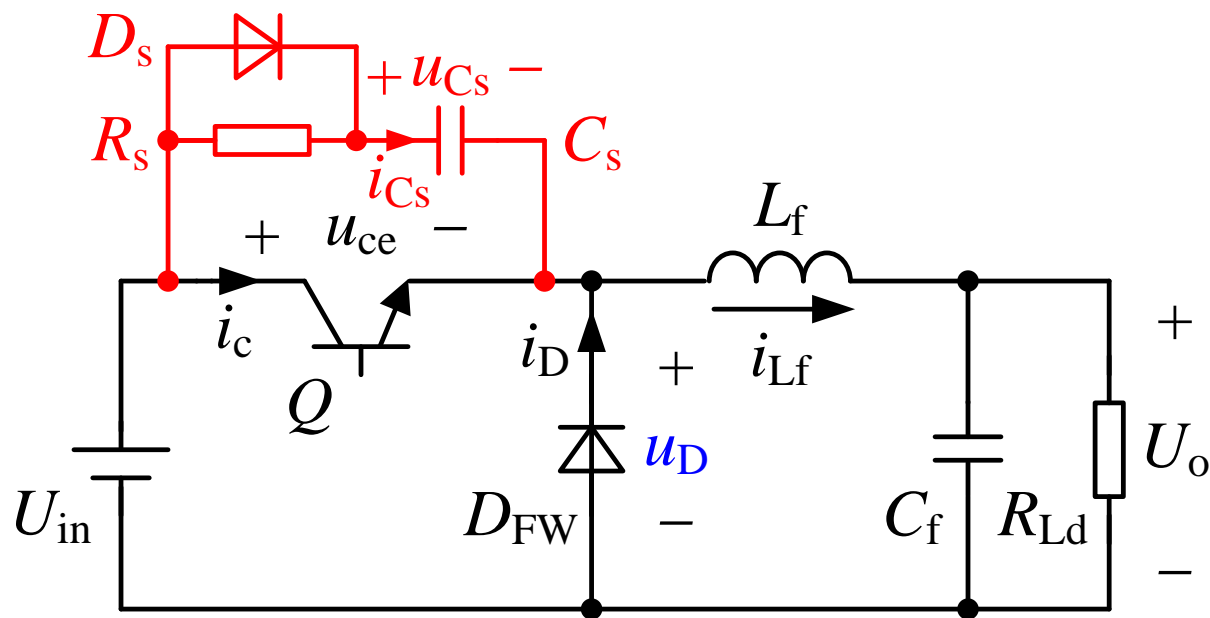 Ds
+ uCs −
Rs
Cs
iCs
+ uce −
Lf
ic
iD
iLf
+
+
Q
uD
Uo
Uin
DFW
−
Cf
RLd
−